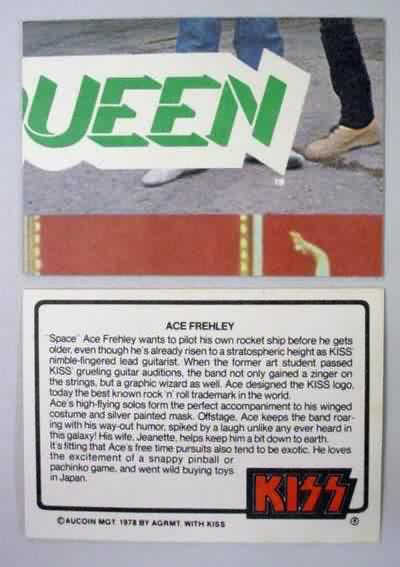 QUEEN
TM
ACE FREHLEY
"Space" Ace Frehley wants to pilot his own rocket ship before he gets
older, even though he's already risen to a stratospheric height as KISS'
nimble-fingered lead guitarist. When the former art student passed
KISS' grueling guitar auditions, the band not only gained a zinger on
the strings, but a graphic wizard as well. Ace designed the KISS logo,
today the best known rock 'n' roll trademark in the world.
Ace's high-flying solos form the perfect accompaniment to his winged
costume and silver painted mask. Offstage, Ace keeps the band roar-
ing with his way-out humor, spiked by a laugh unlike any ever heard in
this galaxy! His wife, Jeanette, helps keep him a bit down to earth.
It's fitting that Ace's free time pursuits also tend to be exotic. He loves
the excitement of a snappy pinball or
pachinko game, and went wild buying toys
in Japan.
KISS
®
©AUCOIN MGT. 1978 BY AGRMT. WITH KISS